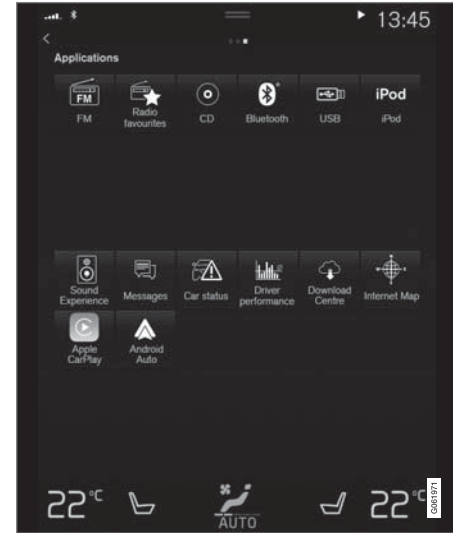 13:45
Applications
FM iPod
FM Radio favourites CD Bluetooth USB iPod
Sound Experience Messages Car status Driver performance Download Centre Internet Map
Apple CarPlay Android Auto
22°C AUTO 22°C
G061971